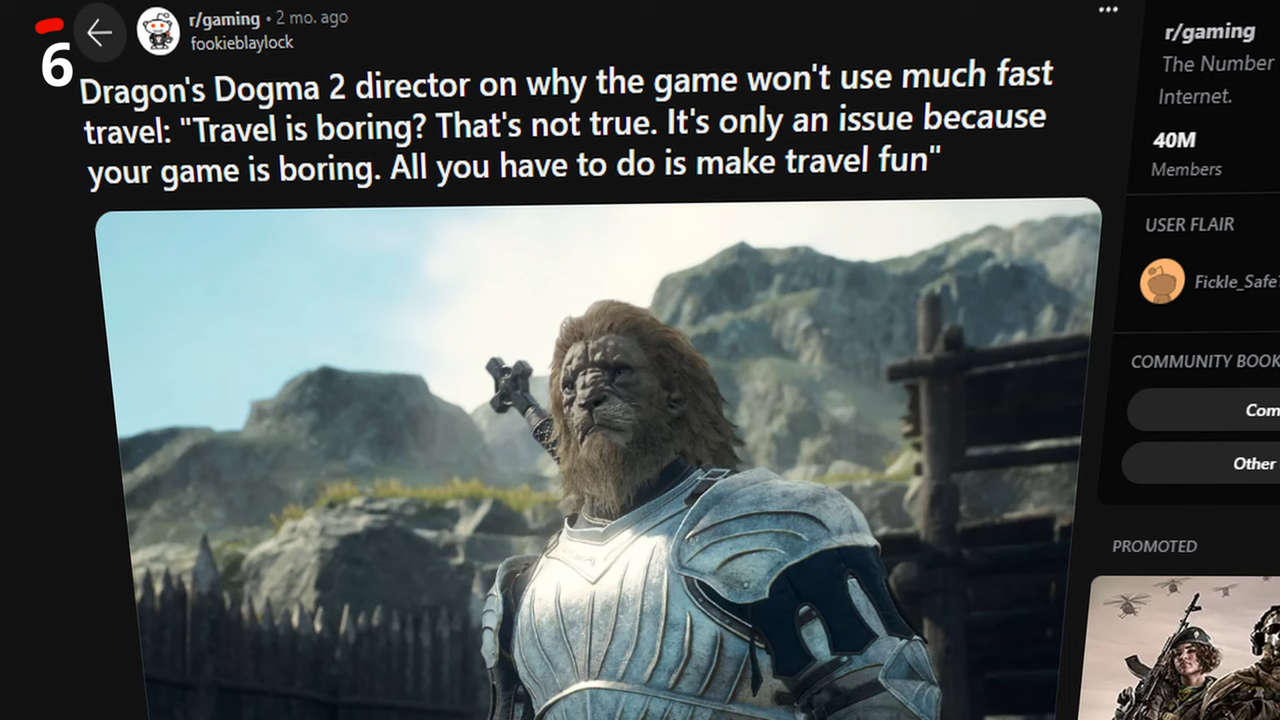 r/gaming • 2 mo. ago
fookieblaylock
6
Dragon's Dogma 2 director on why the game won't use much fast
travel: "Travel is boring? That's not true. It's only an issue because
your game is boring. All you have to do is make travel fun"
r/gaming
The Number
Internet.
40M
Members
USER FLAIR
Fickle_Safe
COMMUNITY BOOK
Com
Other
PROMOTED